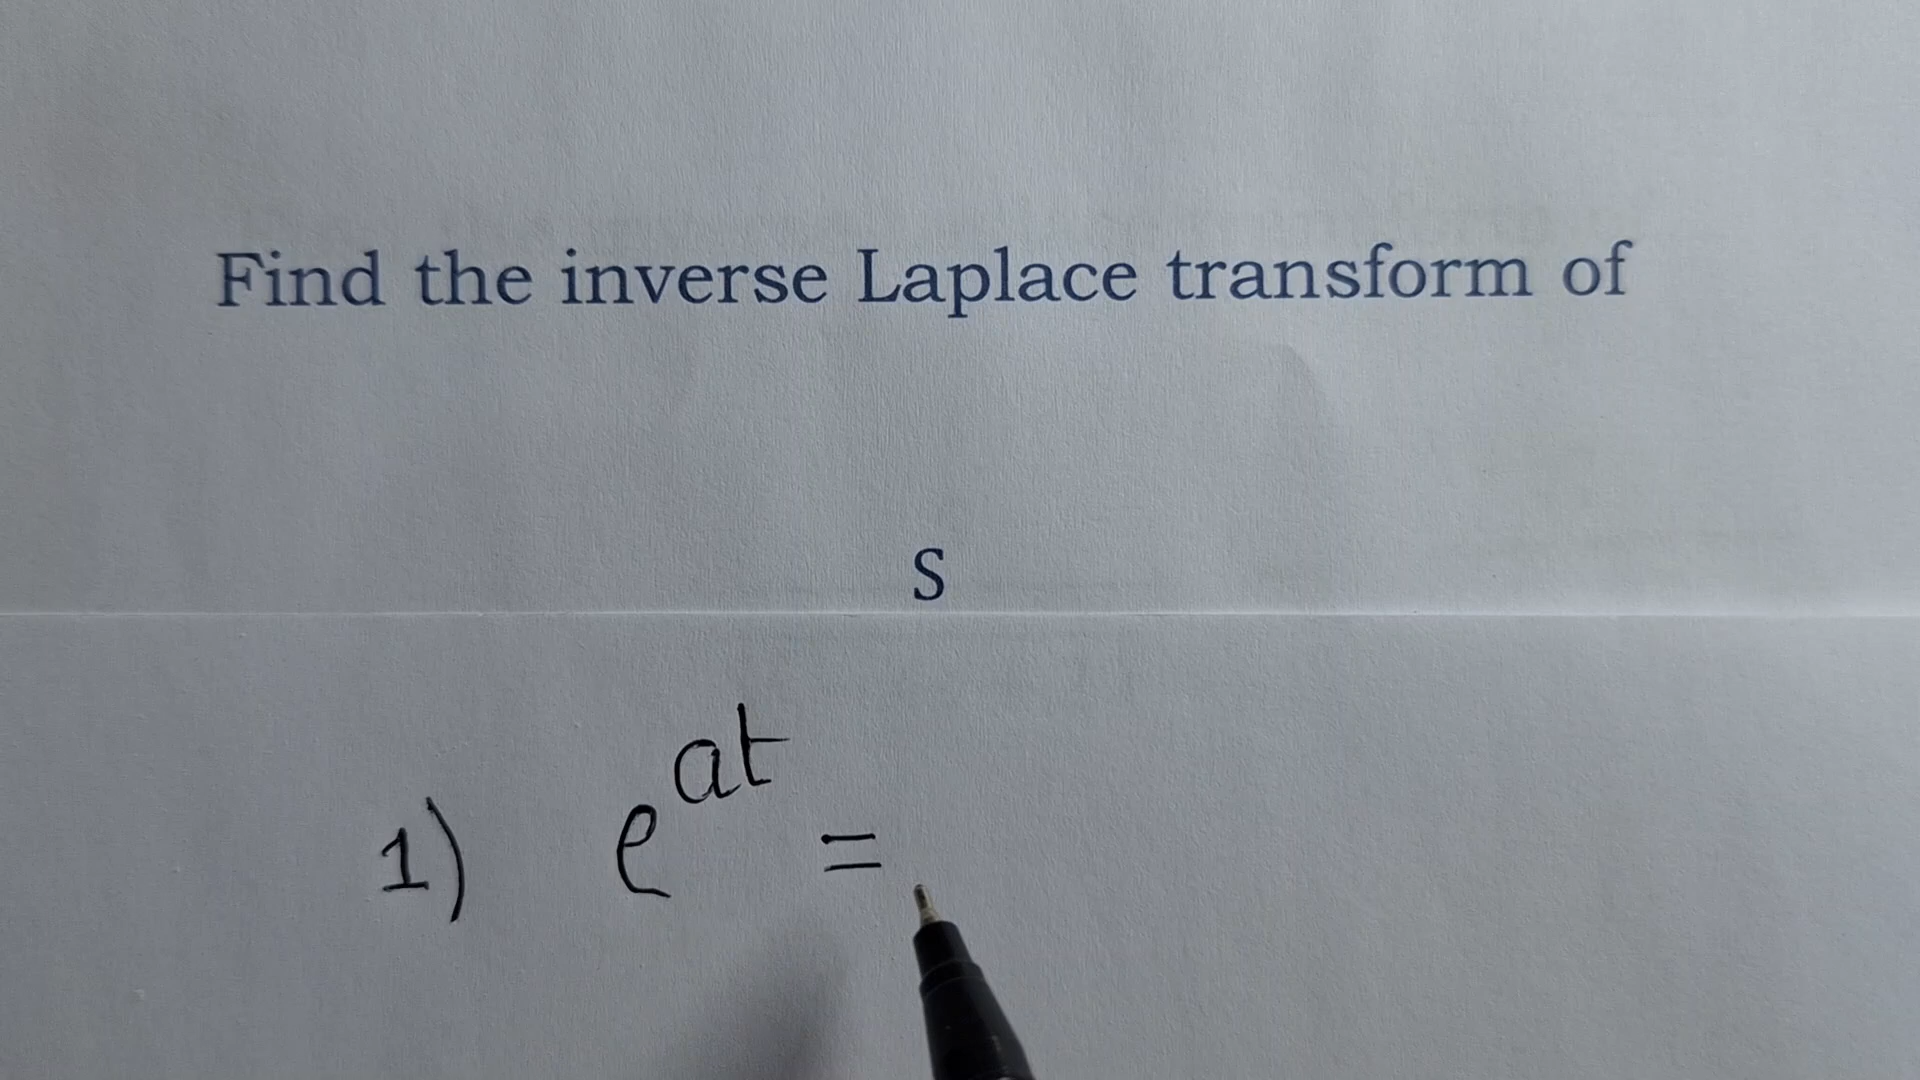 Find the inverse Laplace transform of
S
1) e^at =